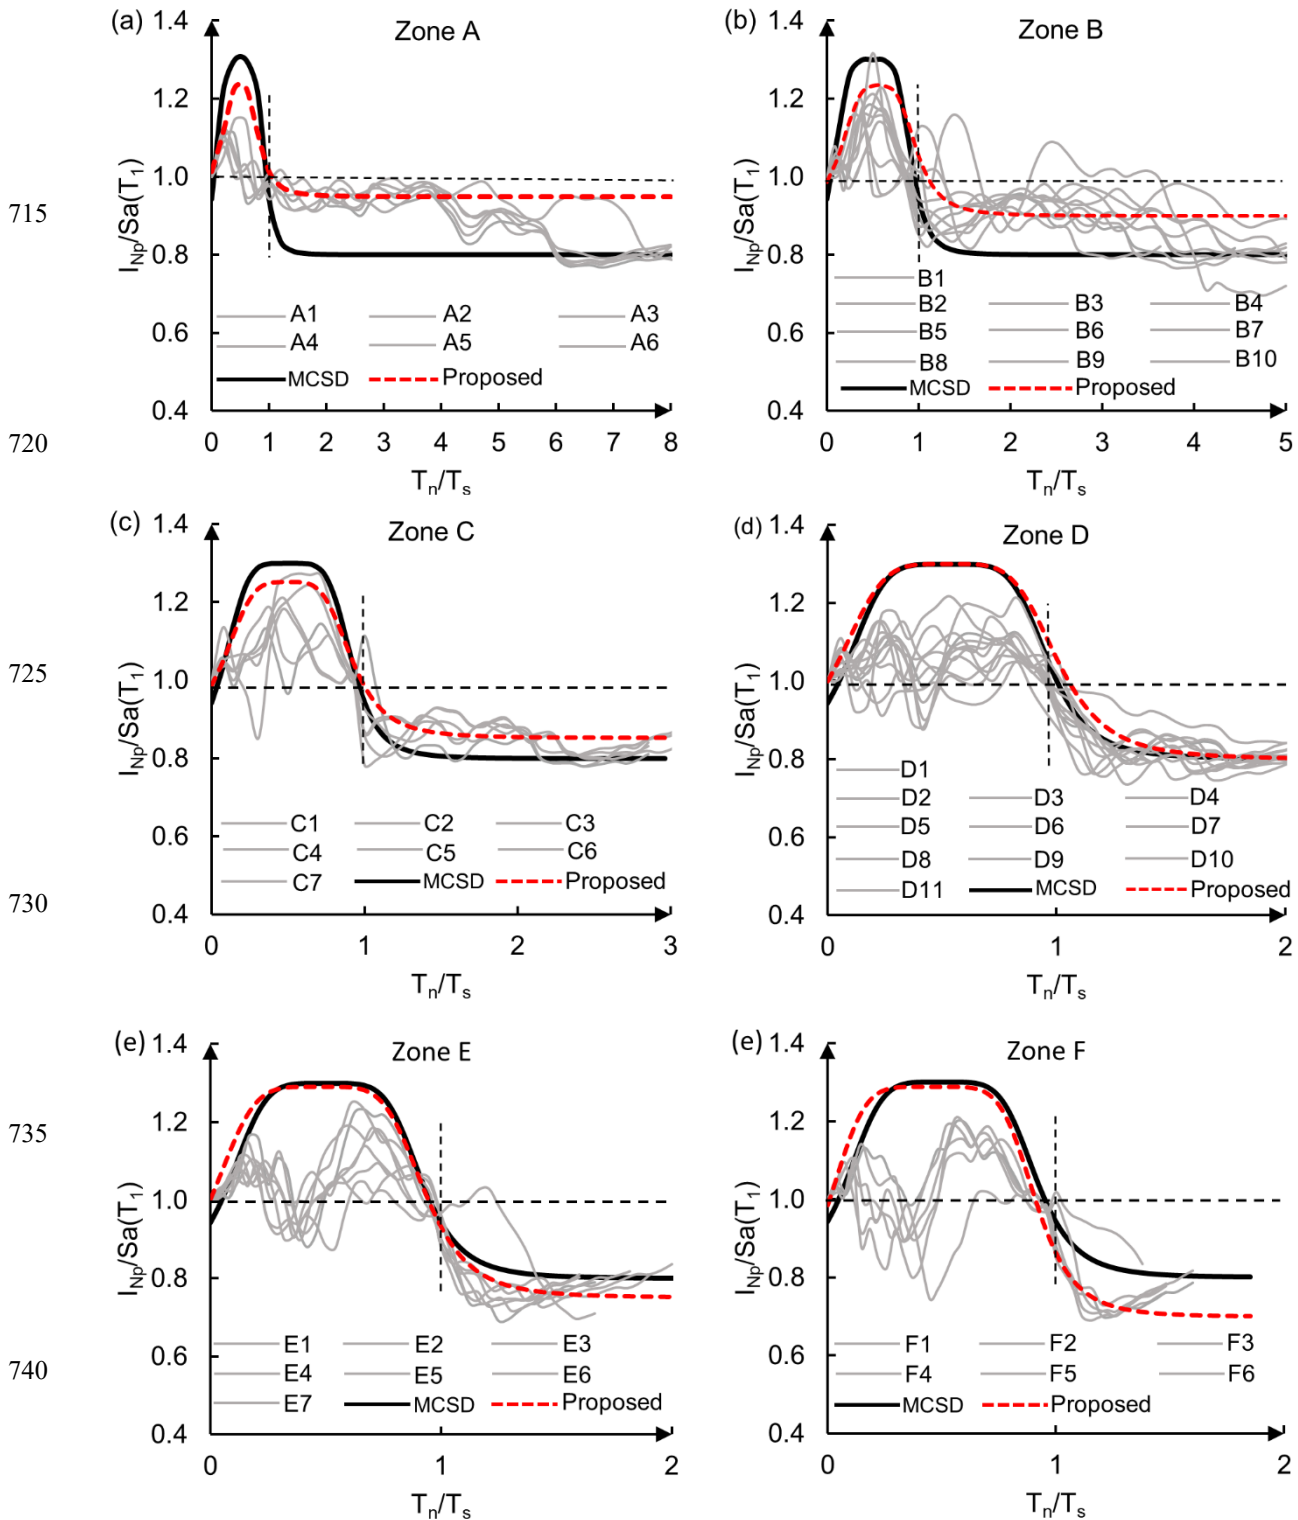 (a) 1.4 Zone A
1.2
1.0
0.8
0.6
0.4
I_Np/Sa(T_1)
A1 A2 A3
A4 A5 A6
MCSD Proposed
0 1 2 3 4 5 6 7 8
T_n/T_s
(b) 1.4 Zone B
1.2
1.0
0.8
0.6
0.4
I_Np/Sa(T_1)
B1
B2 B3 B4
B5 B6 B7
B8 B9 B10
MCSD Proposed
0 1 2 3 4 5
T_n/T_s
715
720
(c) 1.4 Zone C
1.2
1.0
0.8
0.6
0.4
I_Np/Sa(T_1)
C1 C2 C3
C4 C5 C6
C7 MCSD Proposed
0 1 2 3
T_n/T_s
(d) 1.4 Zone D
1.2
1.0
0.8
0.6
0.4
I_Np/Sa(T_1)
D1
D2 D3 D4
D5 D6 D7
D8 D9 D10
D11 MCSD Proposed
0 1 2
T_n/T_s
725
730
(e) 1.4 Zone E
1.2
1.0
0.8
0.6
0.4
I_Np/Sa(T_1)
E1 E2 E3
E4 E5 E6
E7 MCSD Proposed
0 1 2
T_n/T_s
(e) 1.4 Zone F
1.2
1.0
0.8
0.6
0.4
I_Np/Sa(T_1)
F1 F2 F3
F4 F5 F6
MCSD Proposed
0 1 2
T_n/T_s
735
740